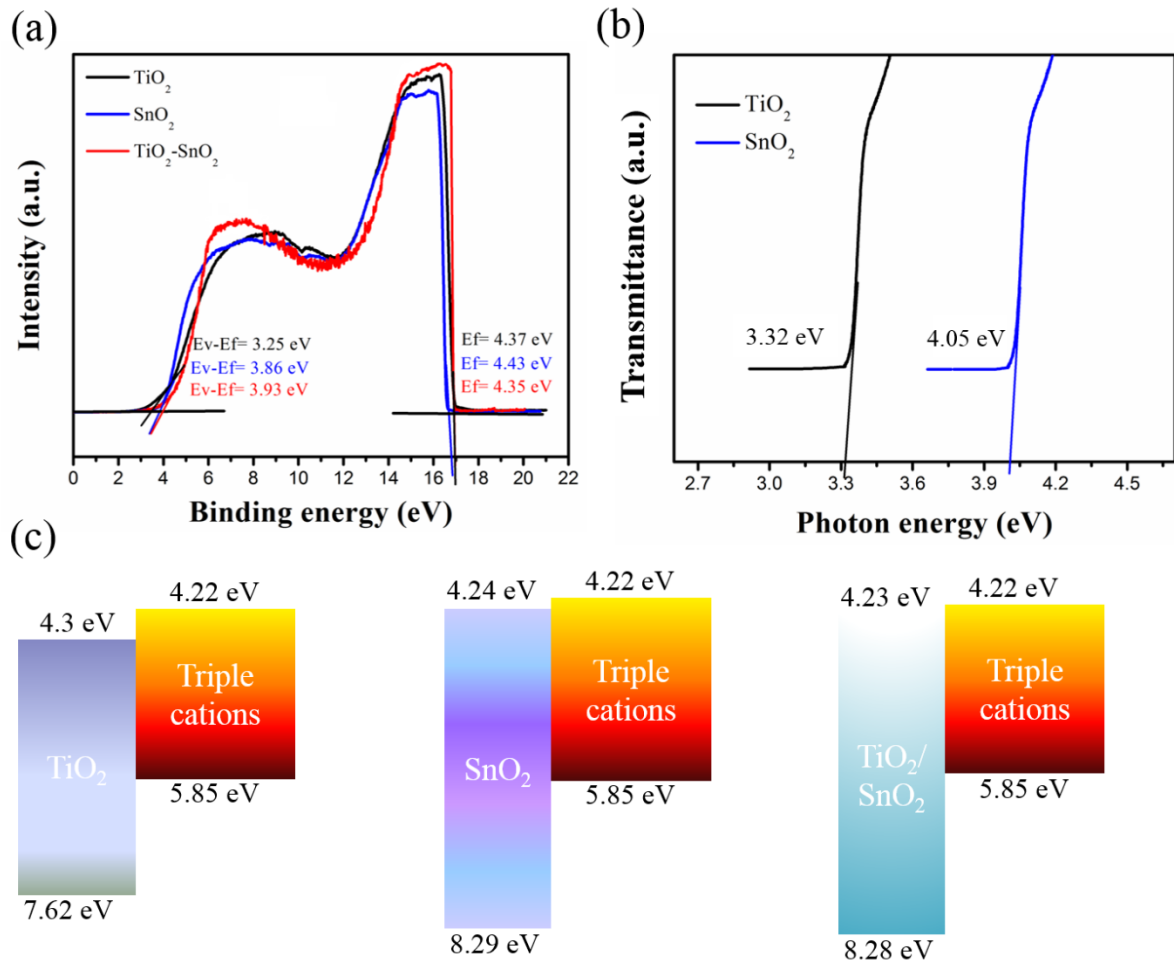 (a)
TiO₂
SnO₂
TiO₂-SnO₂
Ev-Ef= 3.25 eV
Ev-Ef= 3.86 eV
Ev-Ef= 3.93 eV
Ef= 4.37 eV
Ef= 4.43 eV
Ef= 4.35 eV
Intensity (a.u.)
0 2 4 6 8 10 12 14 16 18 20 22
Binding energy (eV)
(b)
TiO₂
SnO₂
3.32 eV
4.05 eV
Transmittance (a.u.)
2.7 3.0 3.3 3.6 3.9 4.2 4.5
Photon energy (eV)
(c)
4.3 eV
4.22 eV
TiO₂
Triple
cations
5.85 eV
7.62 eV
4.24 eV
4.22 eV
SnO₂
Triple
cations
5.85 eV
8.29 eV
4.23 eV
4.22 eV
TiO₂/
SnO₂
Triple
cations
5.85 eV
8.28 eV